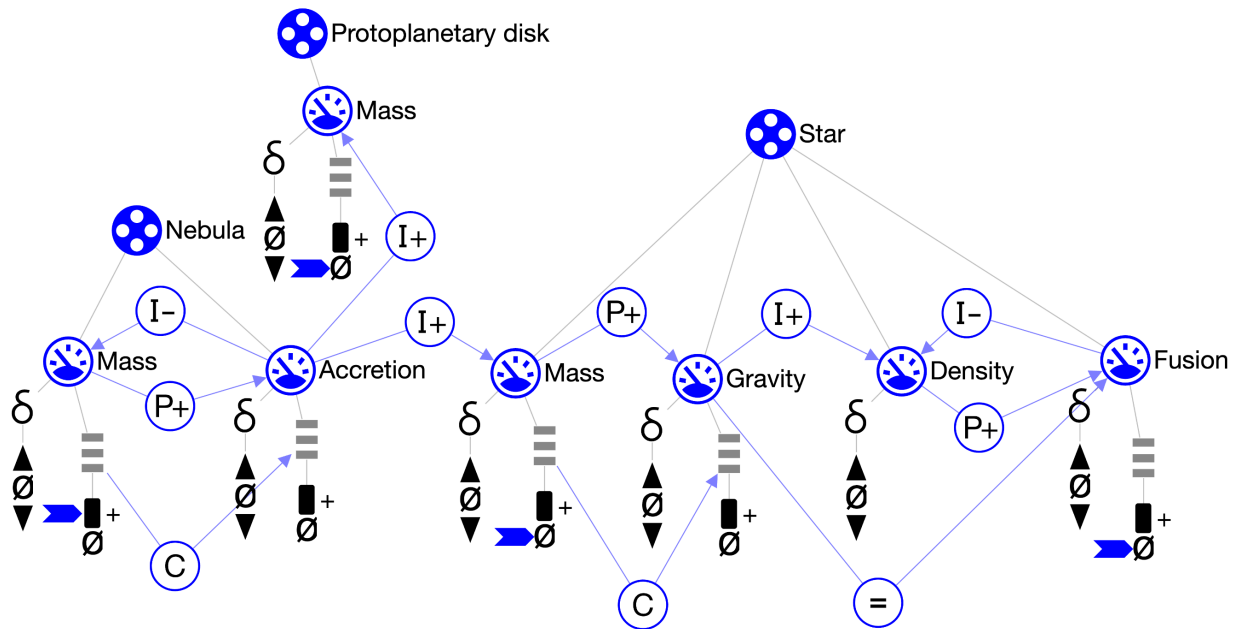 Protoplanetary disk
Mass
δ
Ø
+
Ø
I+
Nebula
Star
I-
Mass
P+
Accretion
I+
Mass
P+
Gravity
I+
Density
I-
P+
Fusion
δ
Ø
+
Ø
C
δ
Ø
+
Ø
δ
Ø
+
Ø
C
δ
Ø
+
Ø
=
δ
Ø
δ
Ø
+
Ø